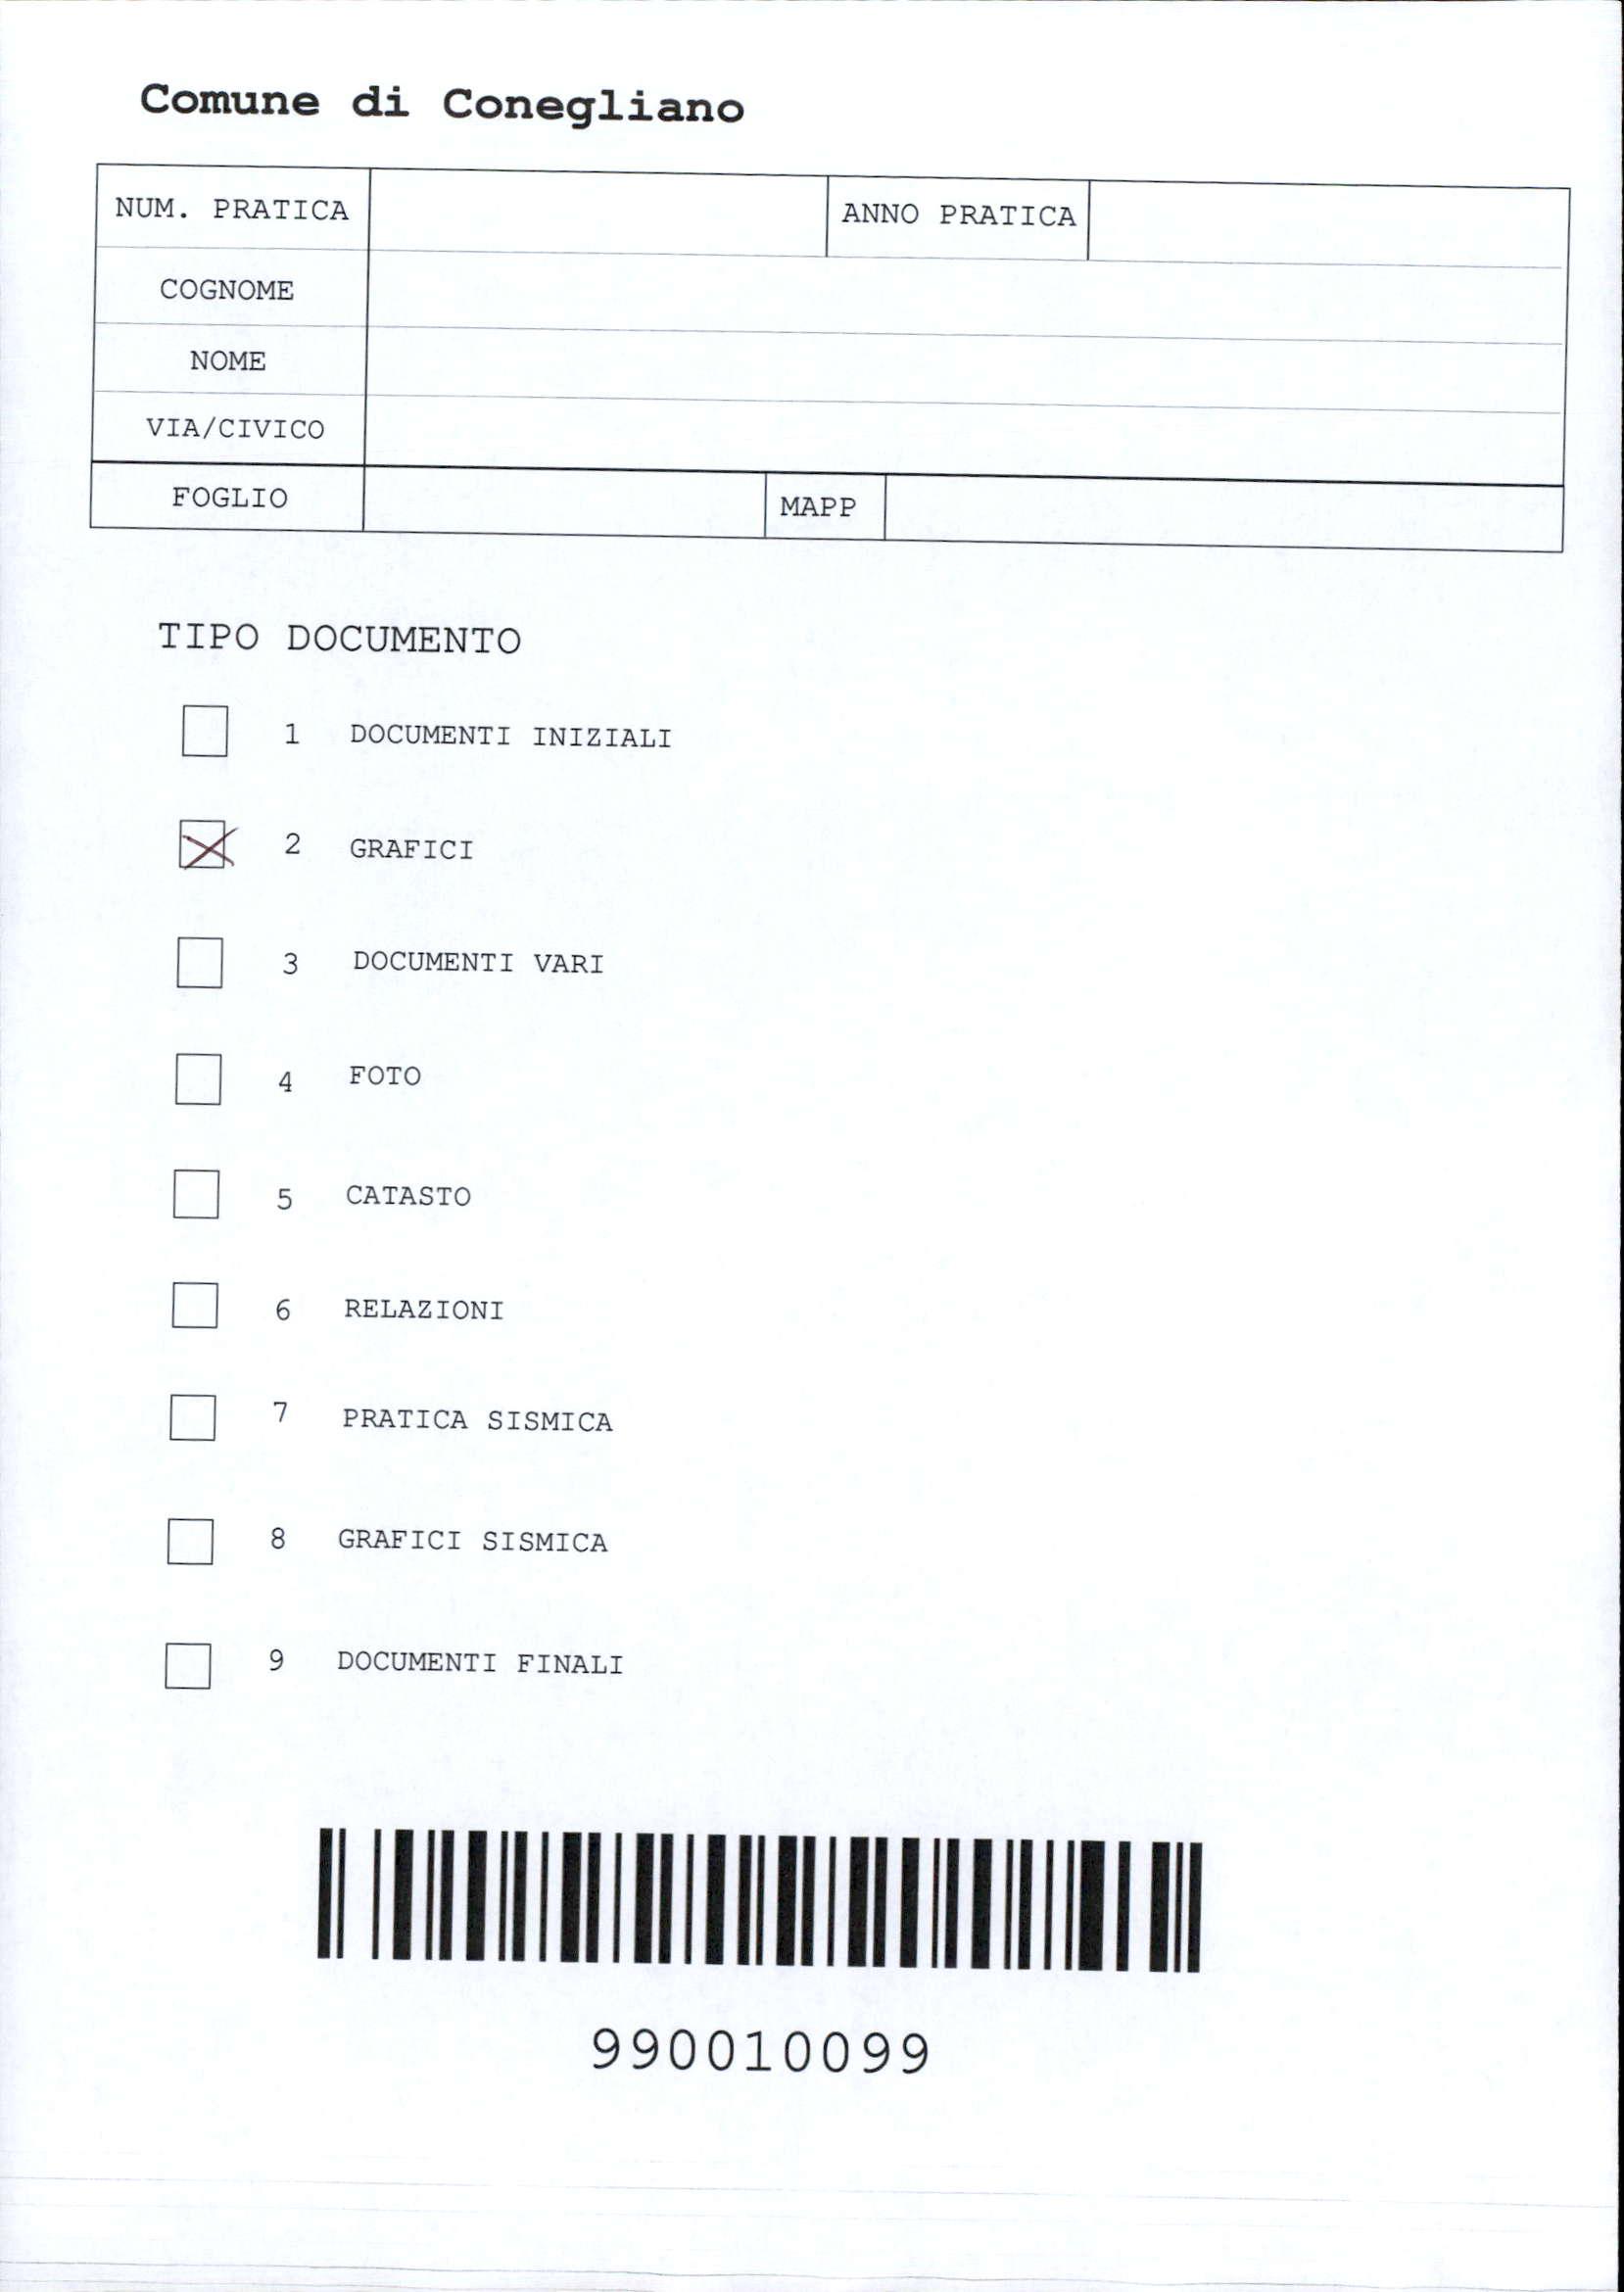 Comune di Conegliano
NUM. PRATICA ANNO PRATICA
COGNOME
NOME
VIA/CIVICO
FOGLIO MAPP
TIPO DOCUMENTO
1 DOCUMENTI INIZIALI
2 GRAFICI
3 DOCUMENTI VARI
4 FOTO
5 CATASTO
6 RELAZIONI
7 PRATICA SISMICA
8 GRAFICI SISMICA
9 DOCUMENTI FINALI
990010099